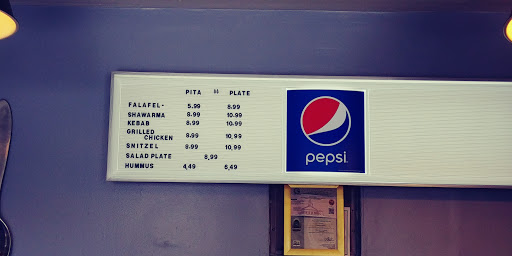 PITA PLATE
FALAFEL- 5.99 8.99
SHAWARMA 8.99 10.99
KEBAB 8.99 10.99
GRILLED
CHICKEN 8.99 10,99
SNITZEL 8.99 10,99
SALAD PLATE 8,99
HUMMUS 4,49 6,49
pepsi